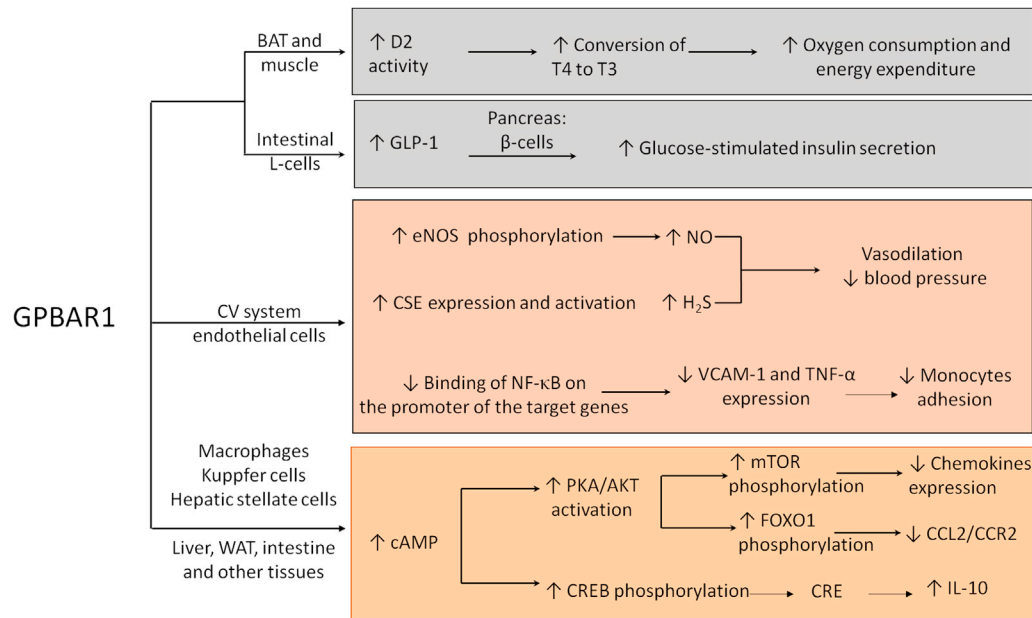 BAT and
muscle
↑ D2
activity
↑ Conversion of
T4 to T3
↑ Oxygen consumption and
energy expenditure
Intestinal
L-cells
↑ GLP-1
Pancreas:
β-cells
↑ Glucose-stimulated insulin secretion
GPBAR1
CV system
endothelial cells
↑ eNOS phosphorylation
↑ NO
↑ CSE expression and activation
↑ H₂S
Vasodilation
↓ blood pressure
↓ Binding of NF-κB on
the promoter of the target genes
↓ VCAM-1 and TNF-α
expression
↓ Monocytes
adhesion
Macrophages
Kuppfer cells
Hepatic stellate cells
Liver, WAT, intestine
and other tissues
↑ cAMP
↑ PKA/AKT
activation
↑ mTOR
phosphorylation
↓ Chemokines
expression
↑ FOXO1
phosphorylation
↓ CCL2/CCR2
↑ CREB phosphorylation
CRE
↑ IL-10